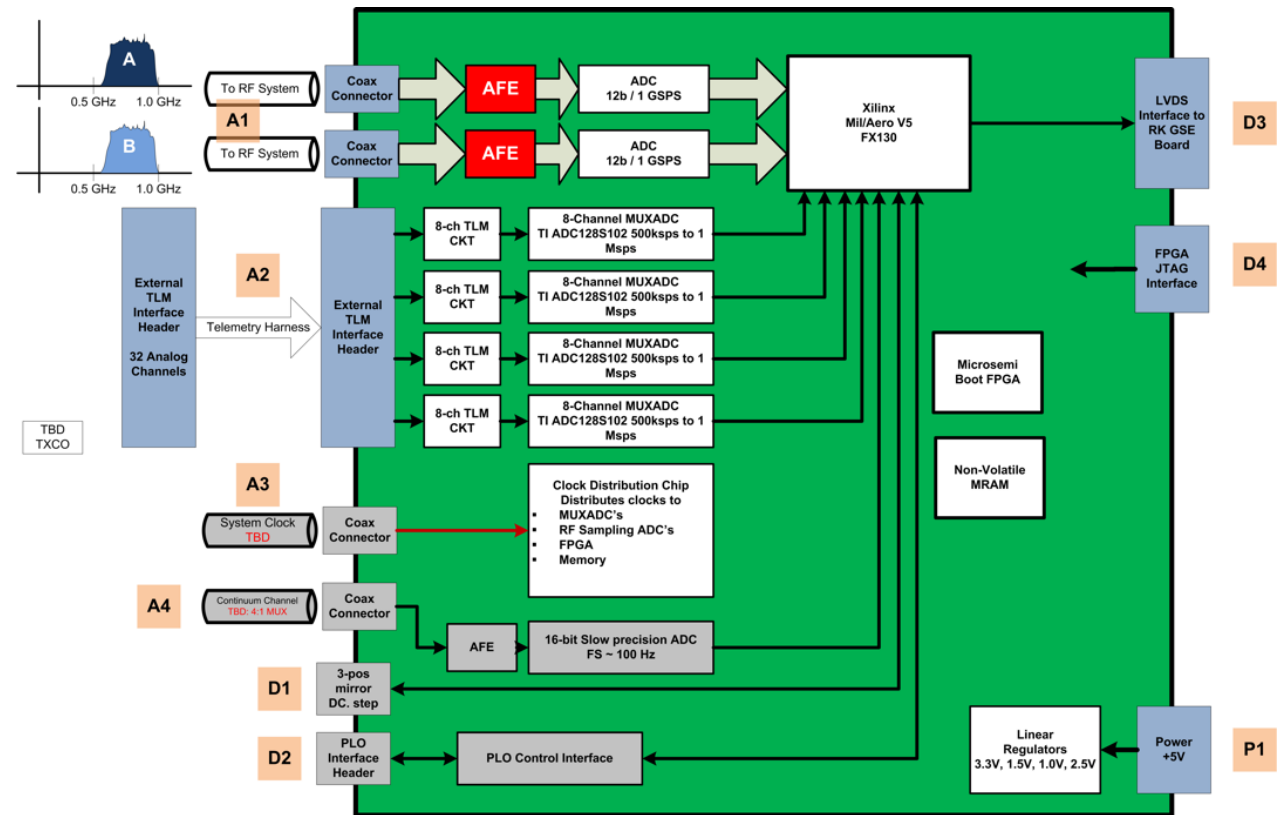 A
0.5 GHz 1.0 GHz
B
0.5 GHz 1.0 GHz
To RF System
A1
To RF System
Coax
Connector
Coax
Connector
AFE
AFE
ADC
12b / 1 GSPS
ADC
12b / 1 GSPS
Xilinx
Mil/Aero V5
FX130
LVDS
Interface to
RK GSE
Board
D3
External
TLM
Interface
Header
32 Analog
Channels
A2
Telemetry Harness
External
TLM
Interface
Header
8-ch TLM
CKT
8-Channel MUXADC
TI ADC128S102 500ksps to 1
Msps
8-ch TLM
CKT
8-Channel MUXADC
TI ADC128S102 500ksps to 1
Msps
8-ch TLM
CKT
8-Channel MUXADC
TI ADC128S102 500ksps to 1
Msps
8-ch TLM
CKT
8-Channel MUXADC
TI ADC128S102 500ksps to 1
Msps
FPGA
JTAG
Interface
D4
Microsemi
Boot FPGA
Non-Volatile
MRAM
TBD
TXCO
A3
System Clock
TBD
Coax
Connector
Clock Distribution Chip
Distributes clocks to
▪ MUXADC's
▪ RF Sampling ADC's
▪ FPGA
▪ Memory
A4
Continuum Channel
TBD: 4:1 MUX
Coax
Connector
AFE
16-bit Slow precision ADC
FS ~ 100 Hz
D1
3-pos
mirror
DC. step
D2
PLO
Interface
Header
PLO Control Interface
Linear
Regulators
3.3V, 1.5V, 1.0V, 2.5V
Power
+5V
P1